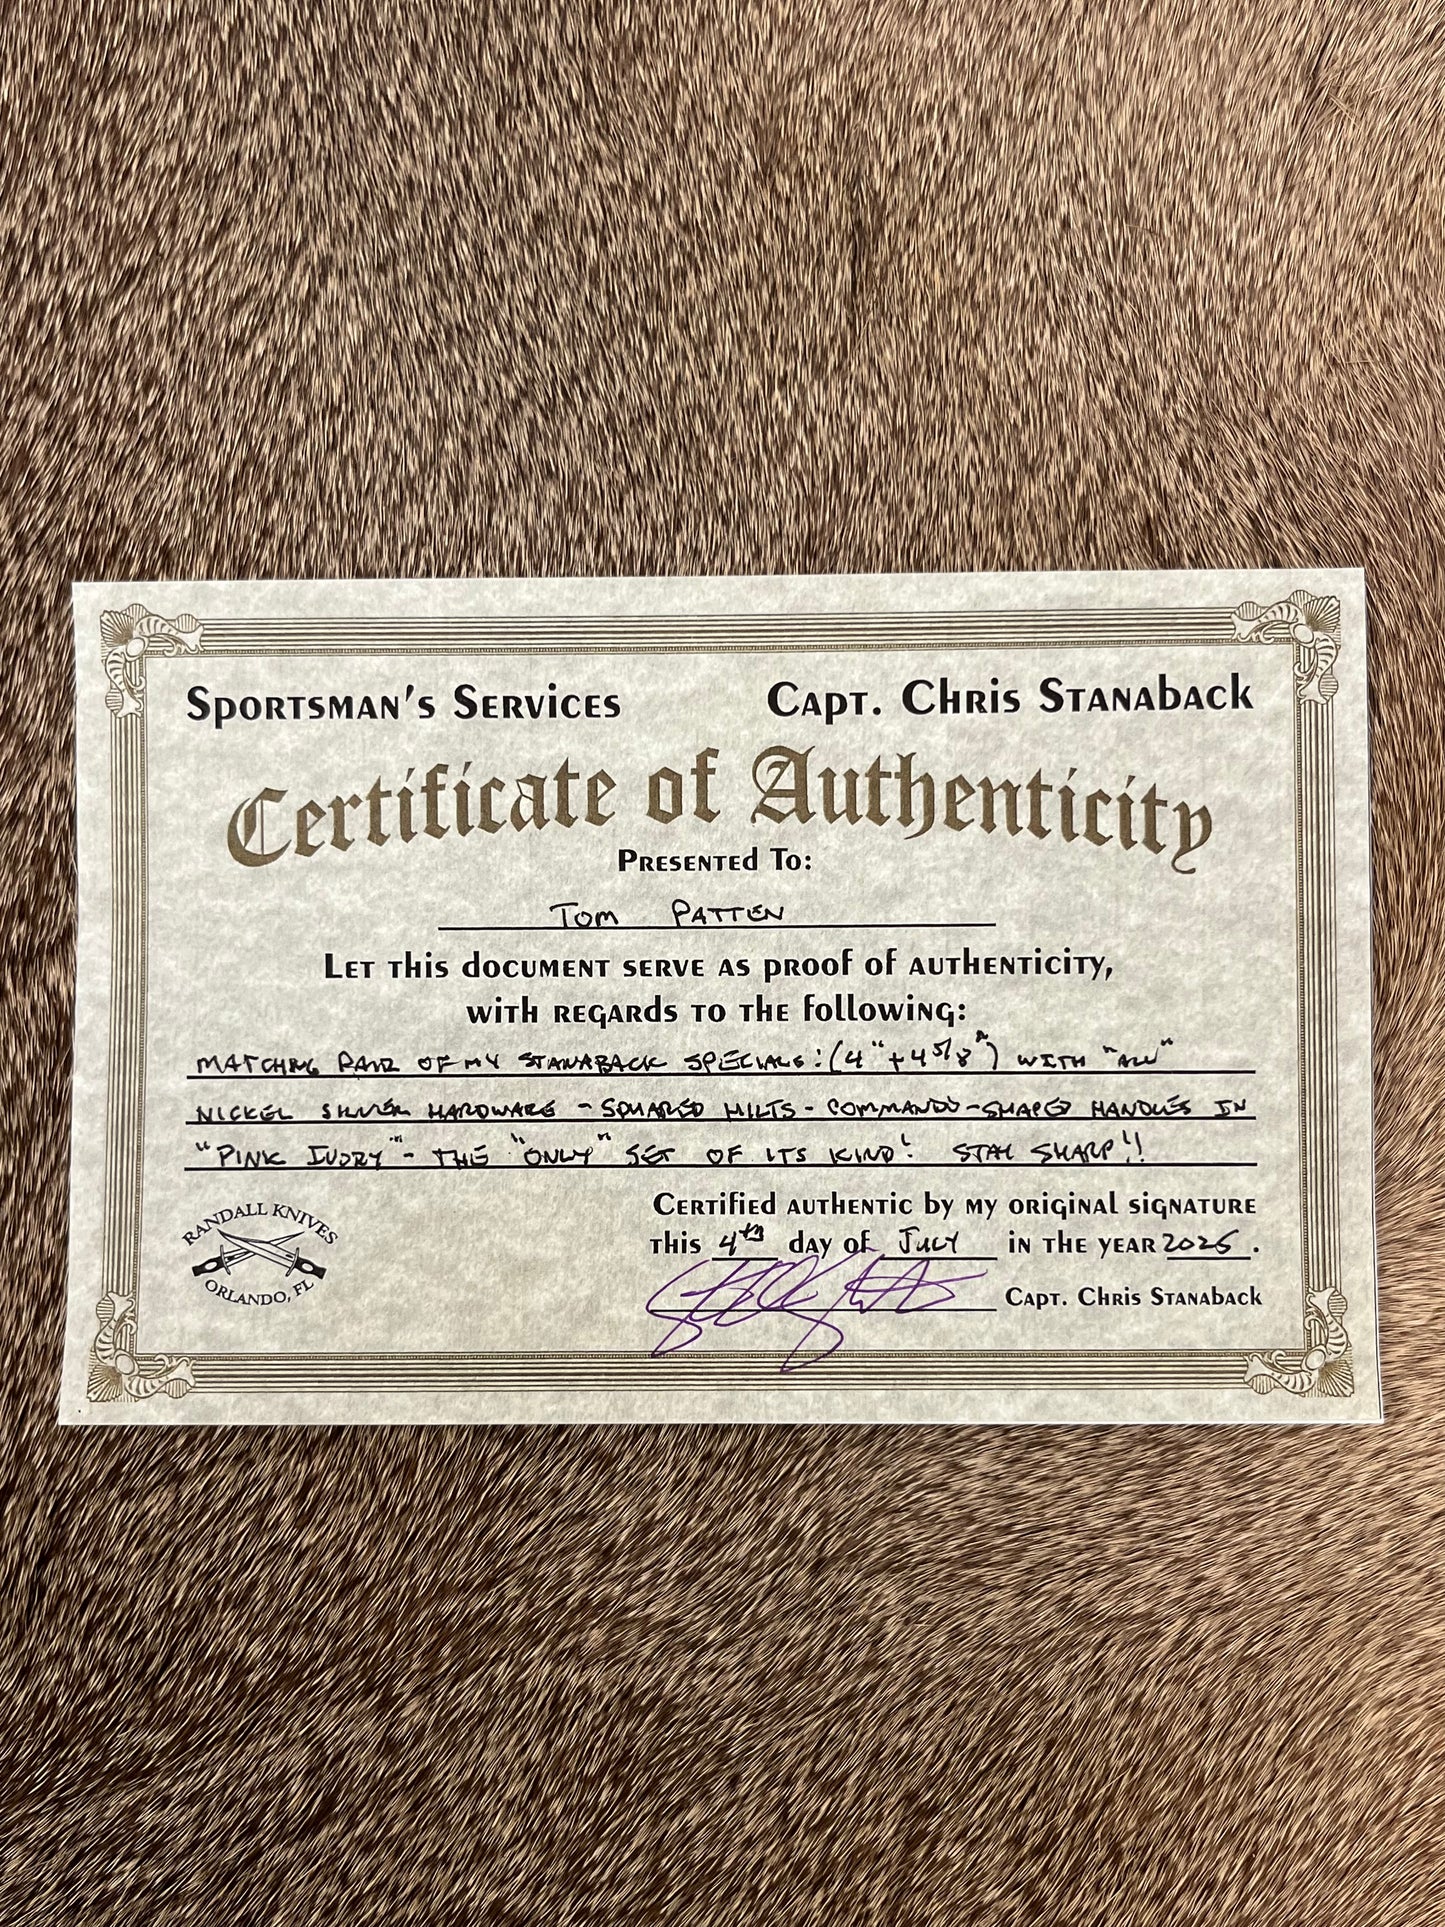 Sportsman's Services Capt. Chris Stanaback
Certificate of Authenticity
Presented To:
Tom Patten
Let this document serve as proof of authenticity,
with regards to the following:
MATCHING PAIR OF MY STANABACK SPECIALS: (4" + 4 5/8") WITH "ALL"
NICKEL SILVER HARDWARE - SQUARED HILTS - COMMANDO-SHAPED HANDLES IN
"PINK IVORY" - THE "ONLY" SET OF ITS KIND! STAY SHARP!!
Certified authentic by my original signature
this 4th day of July in the year 2025.
Capt. Chris Stanaback
RANDALL KNIVES
ORLANDO, FL